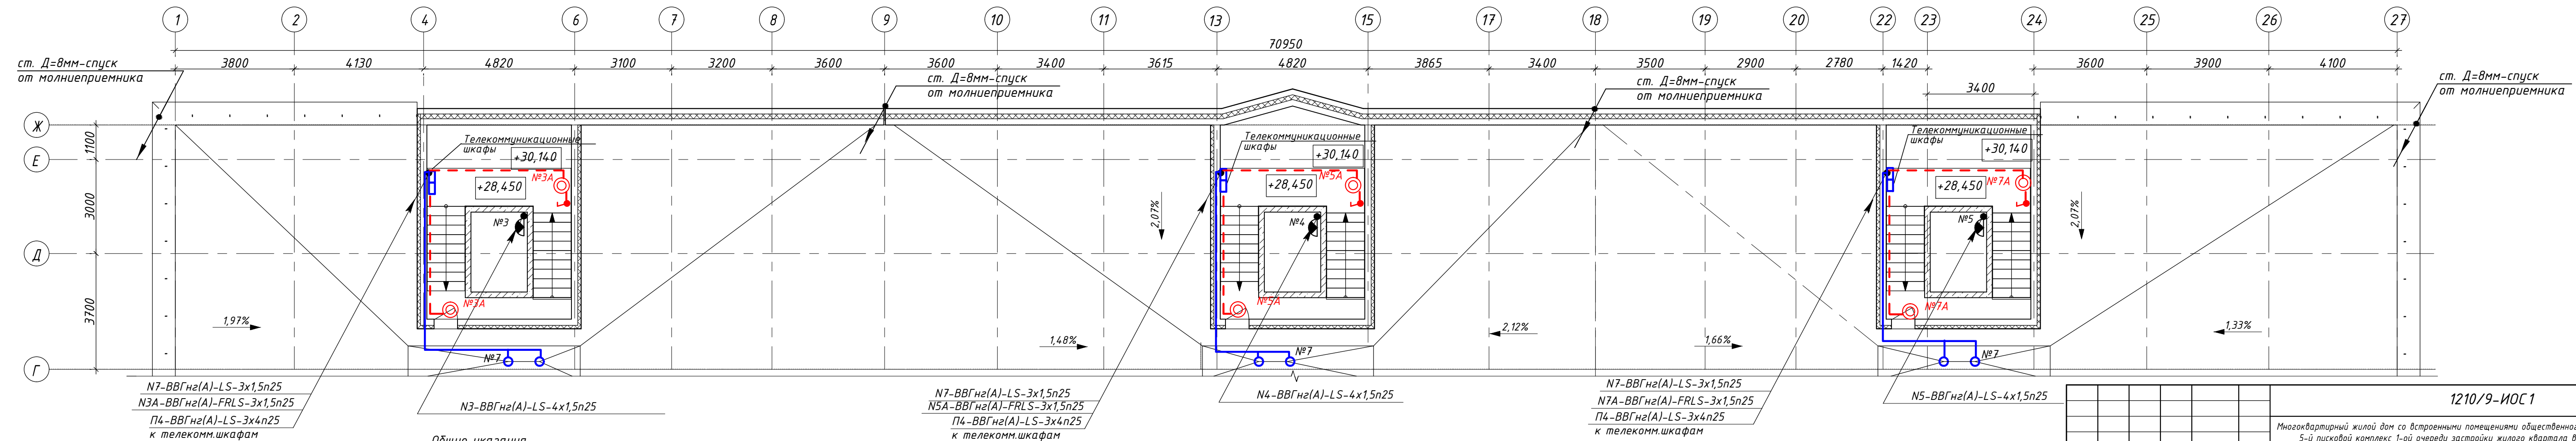 1 2 4 6 7 8 9 10 11 13 15 17 18 19 20 22 23 24 25 26 27
70950
3800 4130 4820 3100 3200 3600 3600 3400 3615 4820 3865 3400 3500 2900 2780 1420 3600 3900 4100
3400
ст. Д=8мм-спуск
от молниеприемника
ст. Д=8мм-спуск
от молниеприемника
ст. Д=8мм-спуск
от молниеприемника
ст. Д=8мм-спуск
от молниеприемника
Ж
Е
Д
Г
1100
3000
3700
Телекоммуникационные
шкафы
+30,140
+28,450
№3А
№3
№3А
№7
1,97%
Телекоммуникационные
шкафы
+30,140
+28,450
№5А
№4
№5А
№7
2,07%
1,48%
2,12%
Телекоммуникационные
шкафы
+30,140
+28,450
№7А
№5
№7А
№7
1,66%
2,07%
1,33%
N7-ВВГнг(А)-LS-3х1,5п25
N3А-ВВГнг(А)-FRLS-3х1,5п25
П4-ВВГнг(А)-LS-3х4п25
к телекомм.шкафам
N3-ВВГнг(А)-LS-4х1,5п25
N7-ВВГнг(А)-LS-3х1,5п25
N5А-ВВГнг(А)-FRLS-3х1,5п25
П4-ВВГнг(А)-LS-3х4п25
к телекомм.шкафам
N4-ВВГнг(А)-LS-4х1,5п25
N7-ВВГнг(А)-LS-3х1,5п25
N7А-ВВГнг(А)-FRLS-3х1,5п25
П4-ВВГнг(А)-LS-3х4п25
к телекомм.шкафам
N5-ВВГнг(А)-LS-4х1,5п25
Общие указания
1210/9-ИОС1
Многоквартирный жилой дом со встроенными помещениями
5-й пусковой комплекс 1-ой очереди застройки жилого квартала